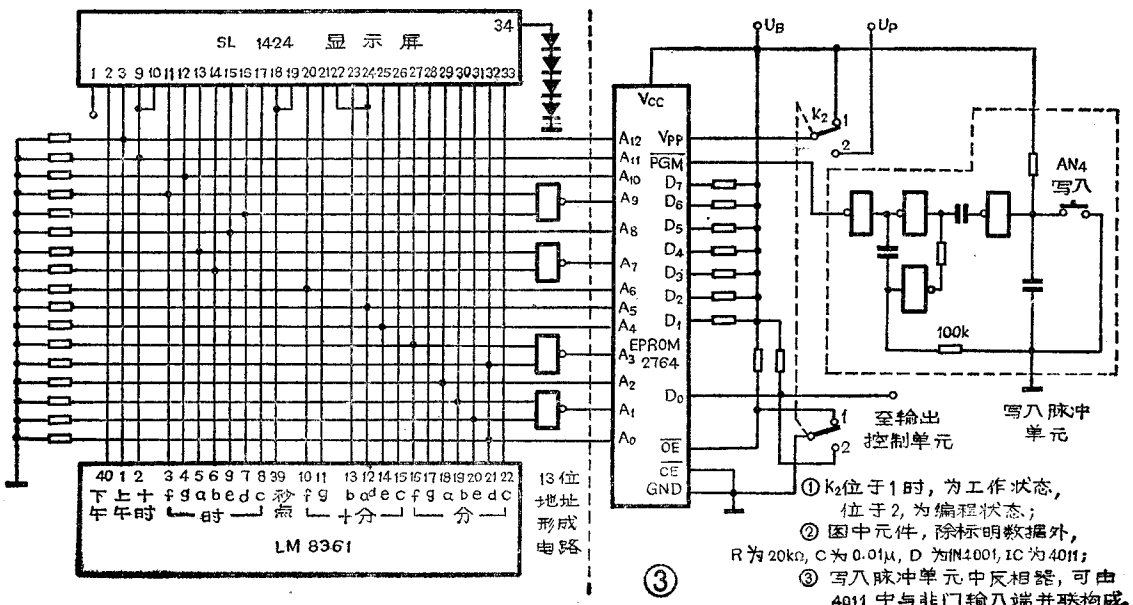 SL 1424 显示屏
34
1 2 3 9 10 11 12 13 14 15 16 17 18 19 20 21 22 23 24 25 26 27 28 29 30 31 32 33
UB
UP
VCC
K2
1
2
A12
A11
A10
A9
A8
A7
A6
A5
A4
A3
A2
A1
A0
VPP
PGM
D7
D6
D5
D4
D3
D2
D1
EPROM
2764
D0
OE
CE
GND
AN4
写入
100k
写入脉冲
单元
1
2
至输出
控制单元
40 1 2 3 4 5 6 9 7 8 39 10 11 13 12 14 15 16 17 18 19 20 21 22
下午 上午 十时 f g a b e d c 秒点 f g b a d e c f g a b e d c
时 十分 分
LM 8361
13位
地址
形成
电路
③
① K2位于1时,为工作状态,
位于2,为编程状态;
② 图中元件,除标明数据外,
R为20kΩ, C为0.01μ, D为IN4001, IC为4011;
③ 写入脉冲单元中反相器,可由
4011中与非门输入端并联构成。